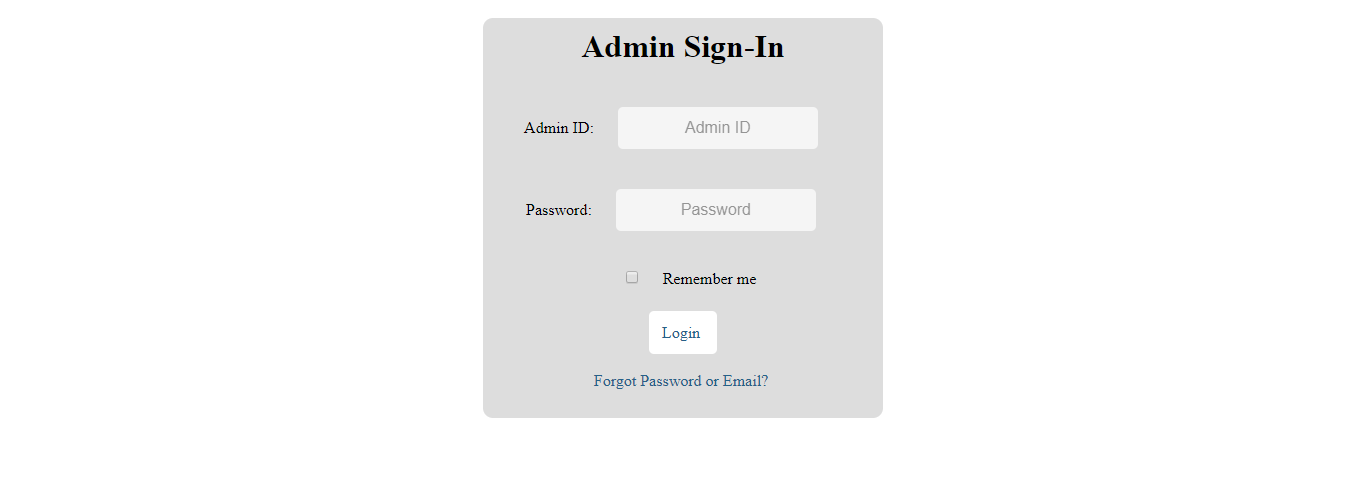 Admin Sign-In
Admin ID: Admin ID
Password: Password
Remember me
Login
Forgot Password or Email?